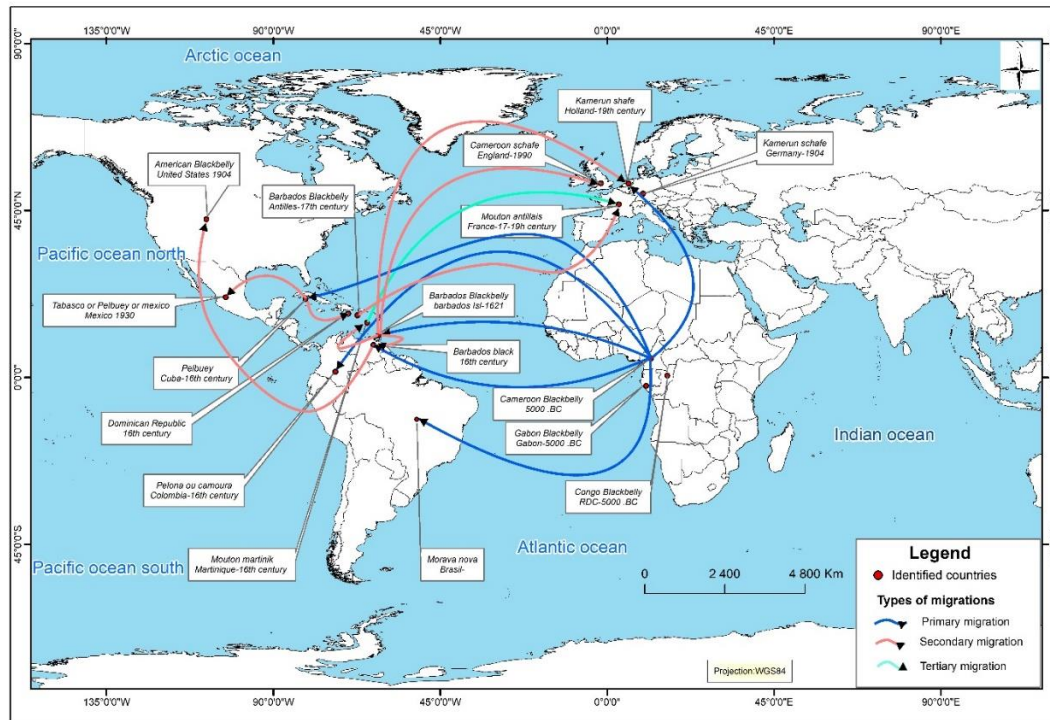 135°0'0"W
90°0'0"W
45°0'0"W
0°0'0"
45°0'0"E
90°0'0"E
90°0'0"N
45°0'0"N
0°0'0"
45°0'0"S
Arctic ocean
Kamerun shafe
Holland-19th century
Cameroon schafe
England-1990
Kamerun schafe
Germany-1904
American Blackbelly
United States 1904
Barbados Blackbelly
Antilles-17th century
Mouton antillais
France-17-19h century
Pacific ocean north
Tabasco or Pelbuey or mexico
Mexico 1930
Barbados Blackbelly
barbados Isl-1621
Barbados black
16th century
Pelbuey
Cuba-16th century
Cameroon Blackbelly
5000 .BC
Dominican Republic
16th century
Gabon Blackbelly
Gabon-5000 .BC
Indian ocean
Pelona ou camoura
Colombia-16th century
Congo Blackbelly
RDC-5000 .BC
Mouton martinik
Martinique-16th century
Morava nova
Brasil-
Pacific ocean south
Atlantic ocean
0 2 400 4 800 Km
Legend
Identified countries
Types of migrations
Primary migration
Secondary migration
Tertiary migration
Projection:WGS84
135°0'0"W
90°0'0"W
45°0'0"W
0°0'0"
45°0'0"E
90°0'0"E